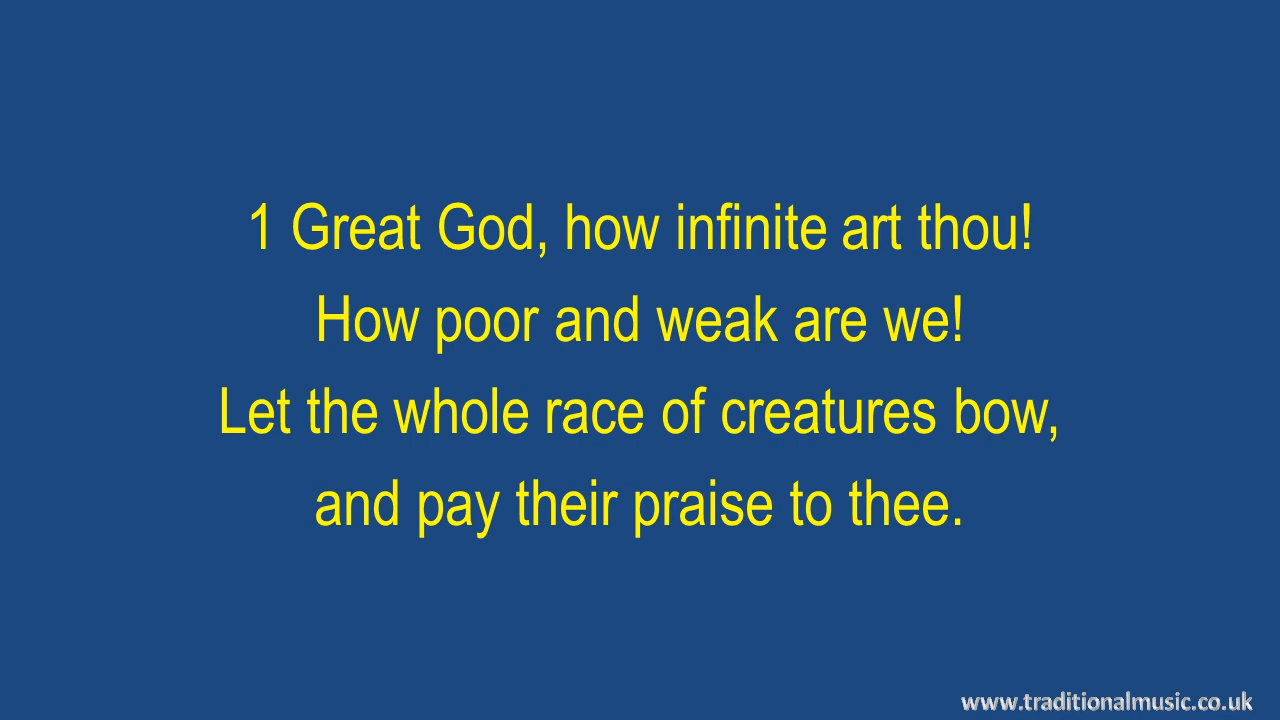 1 Great God, how infinite art thou!
How poor and weak are we!
Let the whole race of creatures bow,
and pay their praise to thee.
www.traditionalmusic.co.uk